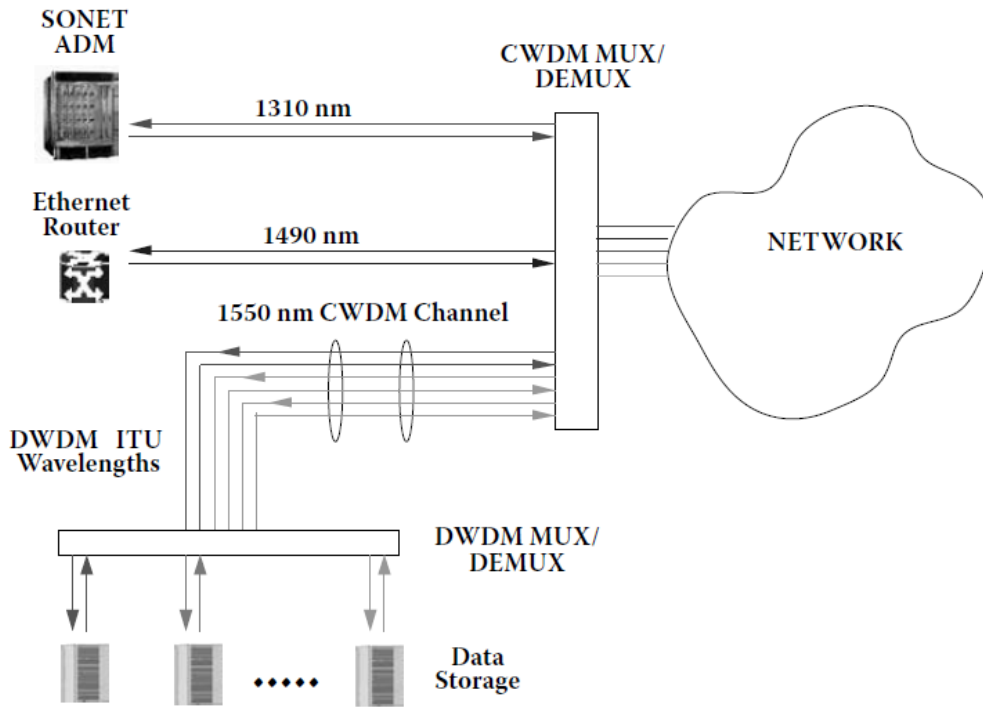 SONET
ADM
CWDM MUX/
DEMUX
1310 nm
Ethernet
Router
1490 nm
NETWORK
1550 nm CWDM Channel
DWDM ITU
Wavelengths
DWDM MUX/
DEMUX
Data
Storage